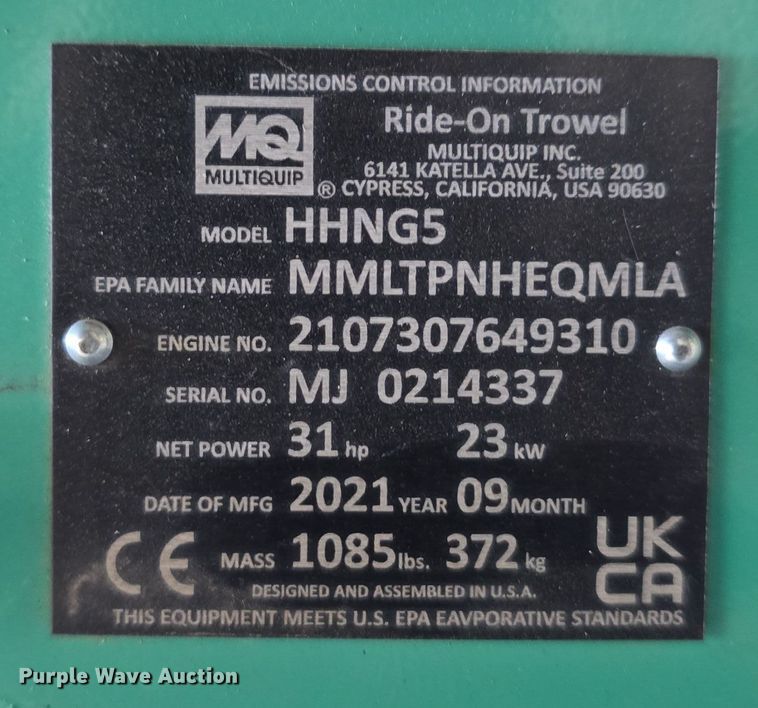 EMISSIONS CONTROL INFORMATION
MQ
MULTIQUIP
®
Ride-On Trowel
MULTIQUIP INC.
6141 KATELLA AVE., Suite 200
CYPRESS, CALIFORNIA, USA 90630
MODEL HHNG5
EPA FAMILY NAME MMLTPNHEQMLA
ENGINE NO. 2107307649310
SERIAL NO. MJ 0214337
NET POWER 31 hp 23 kW
DATE OF MFG 2021 YEAR 09 MONTH
CE MASS 1085 lbs. 372 kg UK CA
DESIGNED AND ASSEMBLED IN U.S.A.
THIS EQUIPMENT MEETS U.S. EPA EAVPORATIVE STANDARDS
Purple Wave Auction